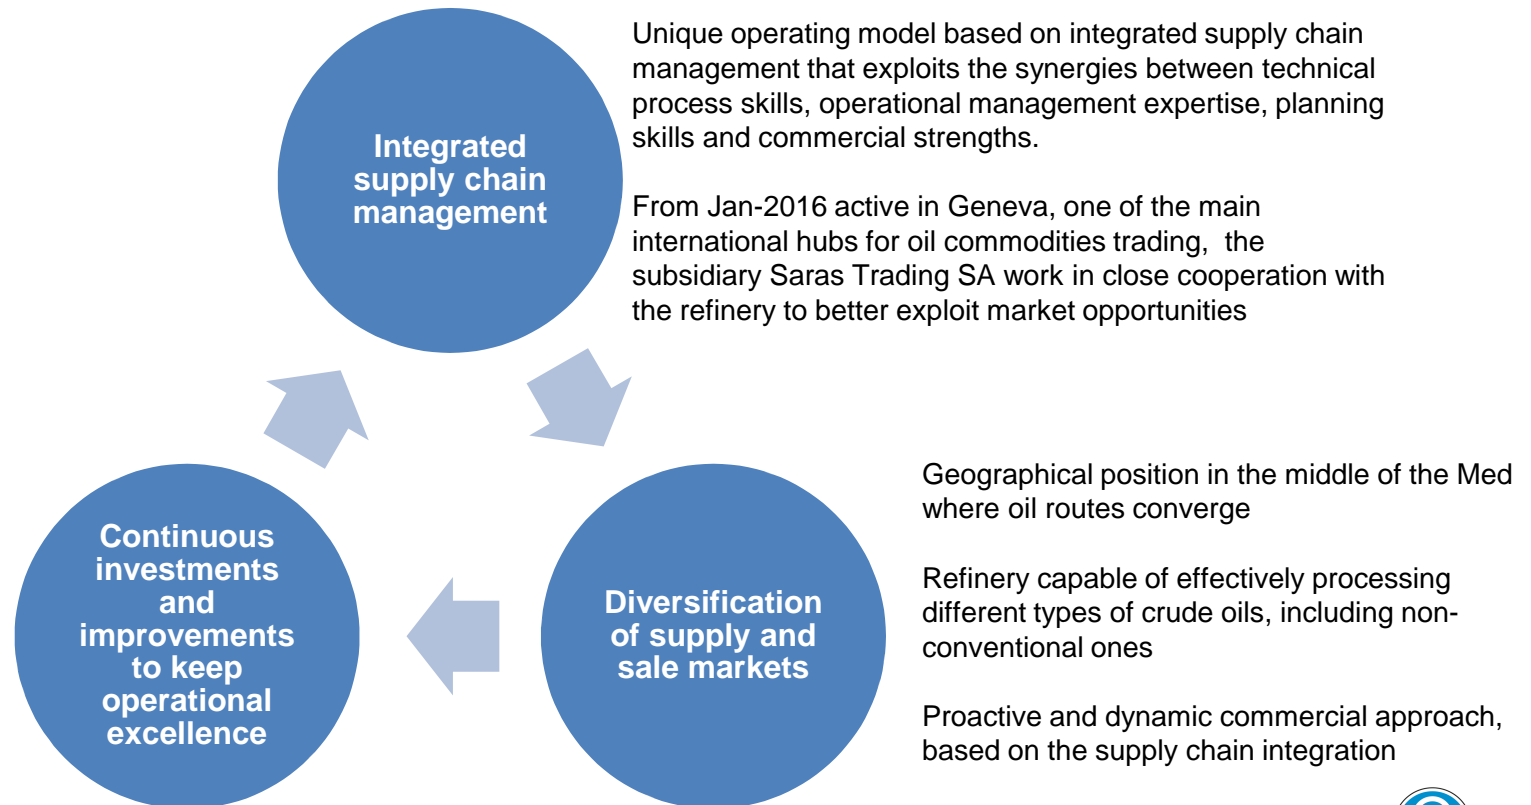 Integrated
supply chain
management
Unique operating model based on integrated supply chain
management that exploits the synergies between technical
process skills, operational management expertise, planning
skills and commercial strengths.
From Jan-2016 active in Geneva, one of the main
international hubs for oil commodities trading,  the
subsidiary Saras Trading SA work in close cooperation with
the refinery to better exploit market opportunities
Continuous
investments
and
improvements
to keep
operational
excellence
Diversification
of supply and
sale markets
Geographical position in the middle of the Med
where oil routes converge
Refinery capable of effectively processing
different types of crude oils, including non-
conventional ones
Proactive and dynamic commercial approach,
based on the supply chain integration